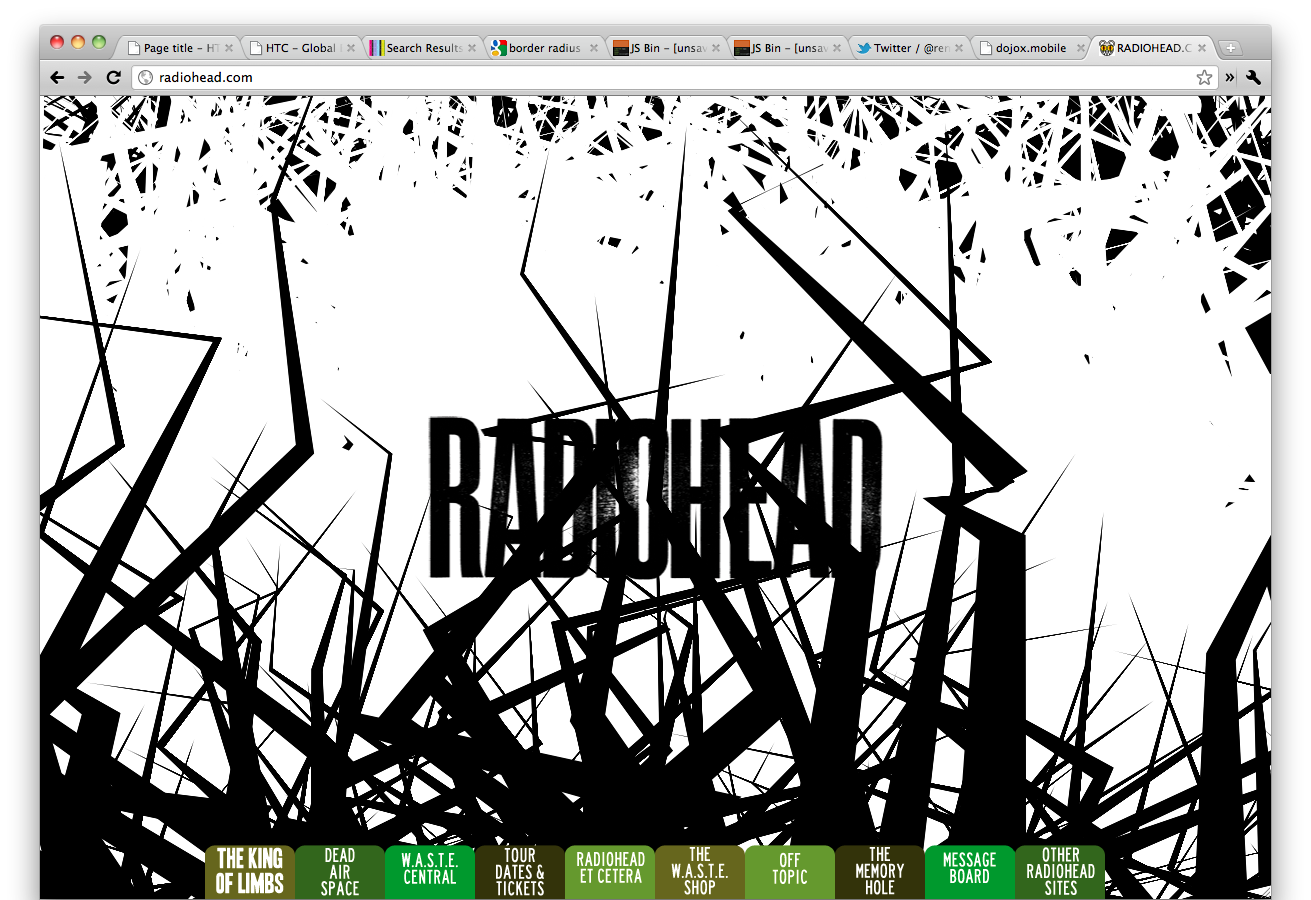 Page title – HT
HTC – Global
Search Results
border radius
JS Bin – [unsav
JS Bin – [unsav
Twitter / @ren
dojox.mobile
RADIOHEAD.C
radiohead.com
RADIOHEAD
THE KING
OF LIMBS
DEAD
AIR
SPACE
W.A.S.T.E.
CENTRAL
TOUR
DATES &
TICKETS
RADIOHEAD
ET CETERA
THE
W.A.S.T.E.
SHOP
OFF
TOPIC
THE
MEMORY
HOLE
MESSAGE
BOARD
OTHER
RADIOHEAD
SITES